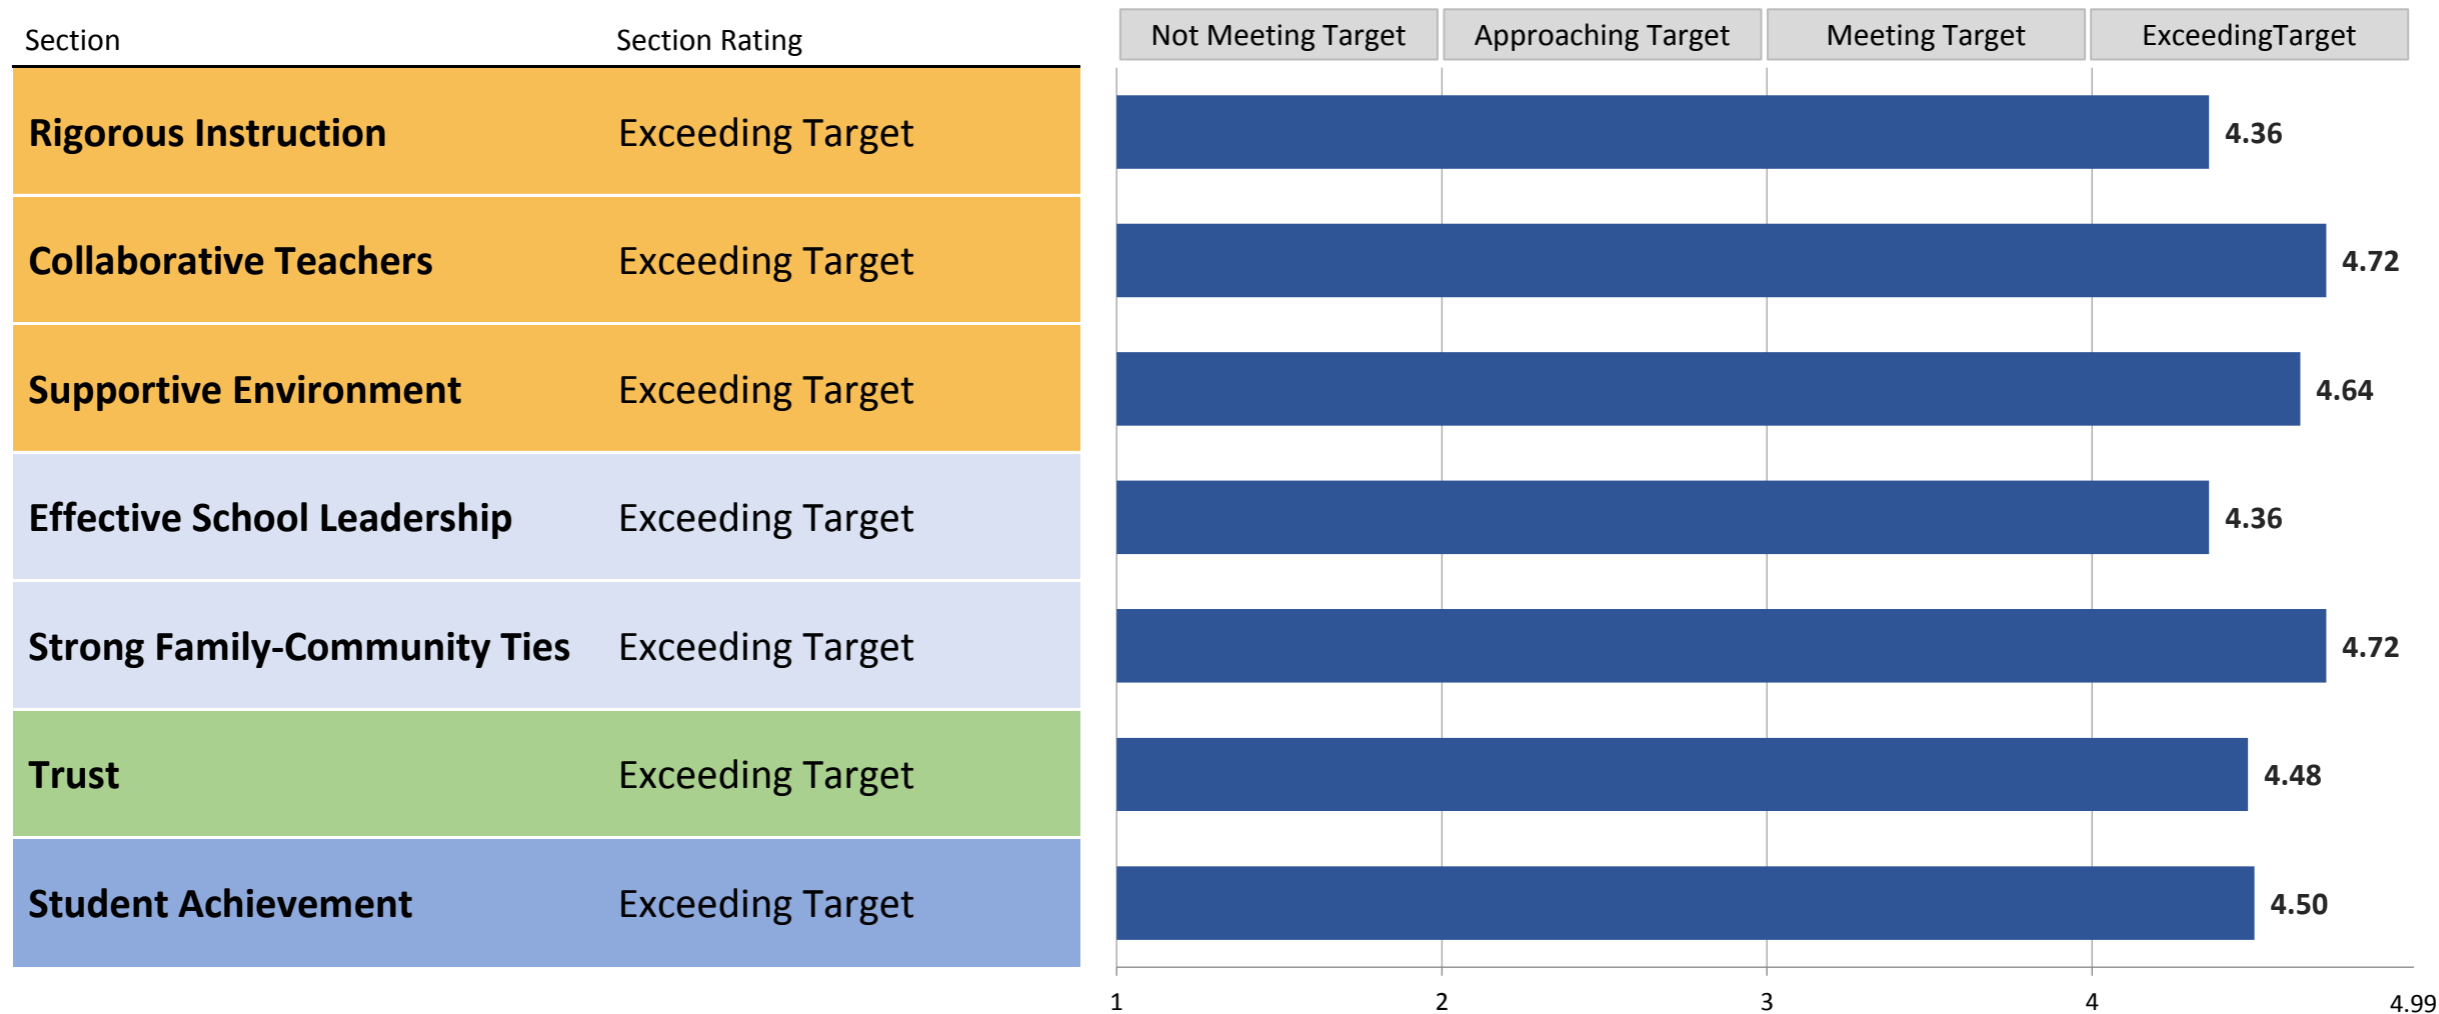 Section Section Rating Not Meeting Target Approaching Target Meeting Target ExceedingTarget
Rigorous Instruction Exceeding Target 4.36
Collaborative Teachers Exceeding Target 4.72
Supportive Environment Exceeding Target 4.64
Effective School Leadership Exceeding Target 4.36
Strong Family-Community Ties Exceeding Target 4.72
Trust Exceeding Target 4.48
Student Achievement Exceeding Target 4.50
1 2 3 4 4.99